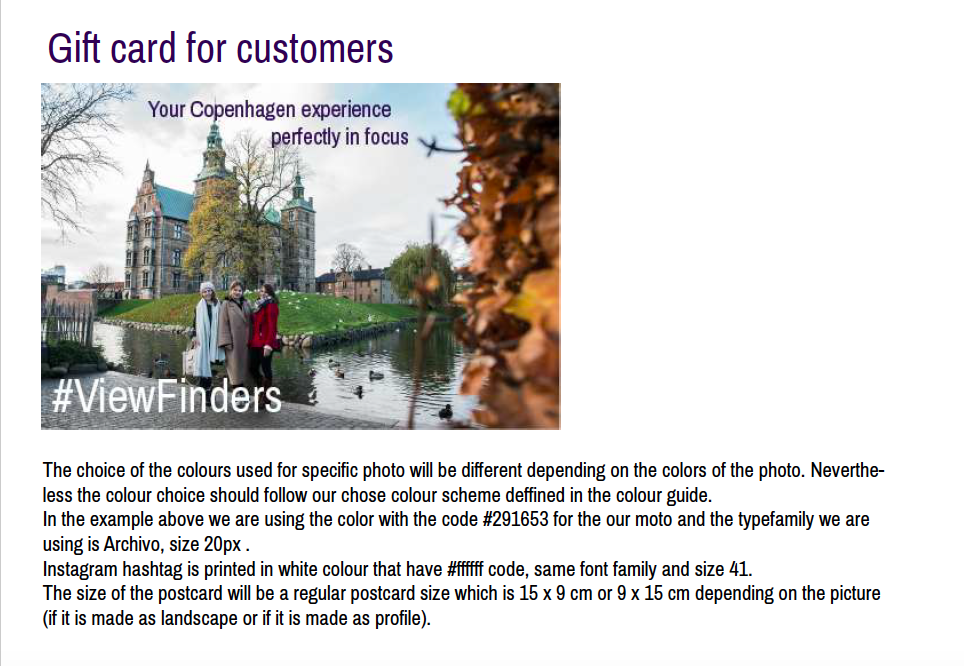 Gift card for customers
Your Copenhagen experience
perfectly in focus
#ViewFinders
The choice of the colours used for specific photo will be different depending on the colors of the photo. Neverthe-
less the colour choice should follow our chose colour scheme deffined in the colour guide.
In the example above we are using the color with the code #291653 for the our moto and the typefamily we are
using is Archivo, size 20px .
Instagram hashtag is printed in white colour that have #ffffff code, same font family and size 41.
The size of the postcard will be a regular postcard size which is 15 x 9 cm or 9 x 15 cm depending on the picture
(if it is made as landscape or if it is made as profile).